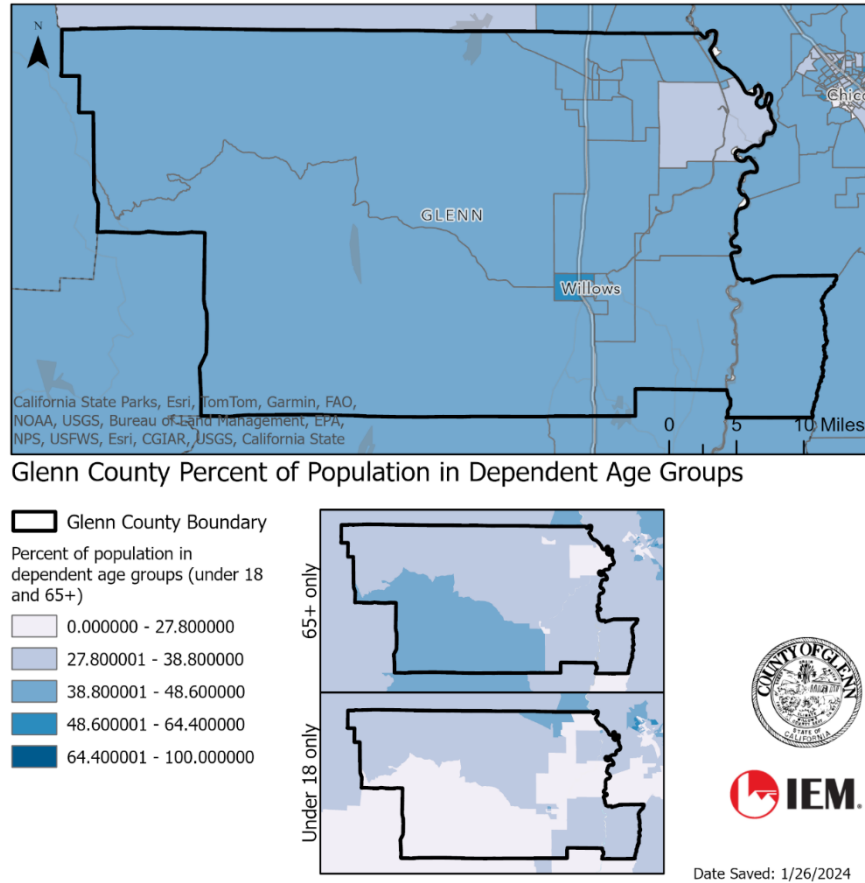 N
Chico
GLENN
Willows
California State Parks, Esri, TomTom, Garmin, FAO,
NOAA, USGS, Bureau of Land Management, EPA,
NPS, USFWS, Esri, CGIAR, USGS, California State
0 5 10 Miles
Glenn County Percent of Population in Dependent Age Groups
Glenn County Boundary
Percent of population in
dependent age groups (under 18
and 65+)
0.000000 - 27.800000
27.800001 - 38.800000
38.800001 - 48.600000
48.600001 - 64.400000
64.400001 - 100.000000
65+ only
Under 18 only
COUNTY OF GLENN
STATE OF
CALIFORNIA
IEM.
Date Saved: 1/26/2024